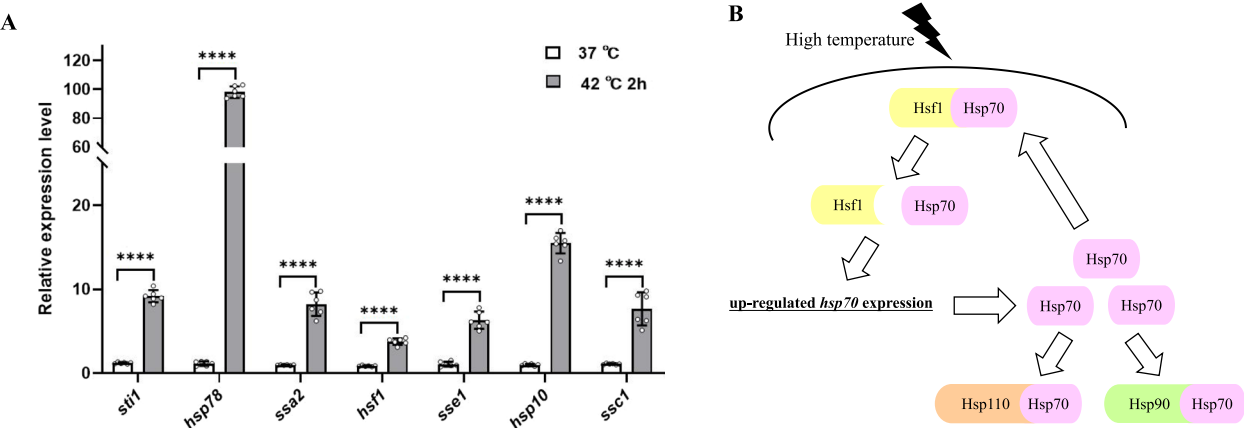 A
Relative expression level
120
100
80
60
20
10
0
37 ℃
42 ℃ 2h
****
****
****
****
****
****
****
sti1
hsp78
ssa2
hsf1
sse1
hsp10
ssc1
B
High temperature
Hsf1 Hsp70
Hsf1 Hsp70
up-regulated hsp70 expression
Hsp70
Hsp70 Hsp70
Hsp110 Hsp70
Hsp90 Hsp70